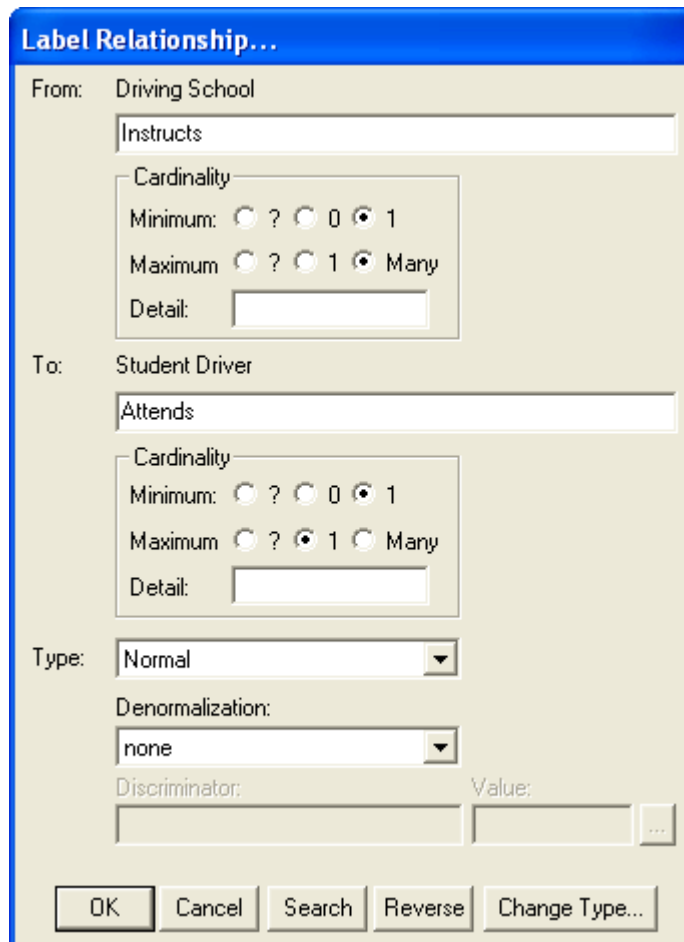 Label Relationship...
From: Driving School
Instructs
Cardinality
Minimum: ? 0 1
Maximum ? 1 Many
Detail:
To: Student Driver
Attends
Cardinality
Minimum: ? 0 1
Maximum ? 1 Many
Detail:
Type: Normal
Denormalization:
none
Discriminator: Value:
...
OK Cancel Search Reverse Change Type...